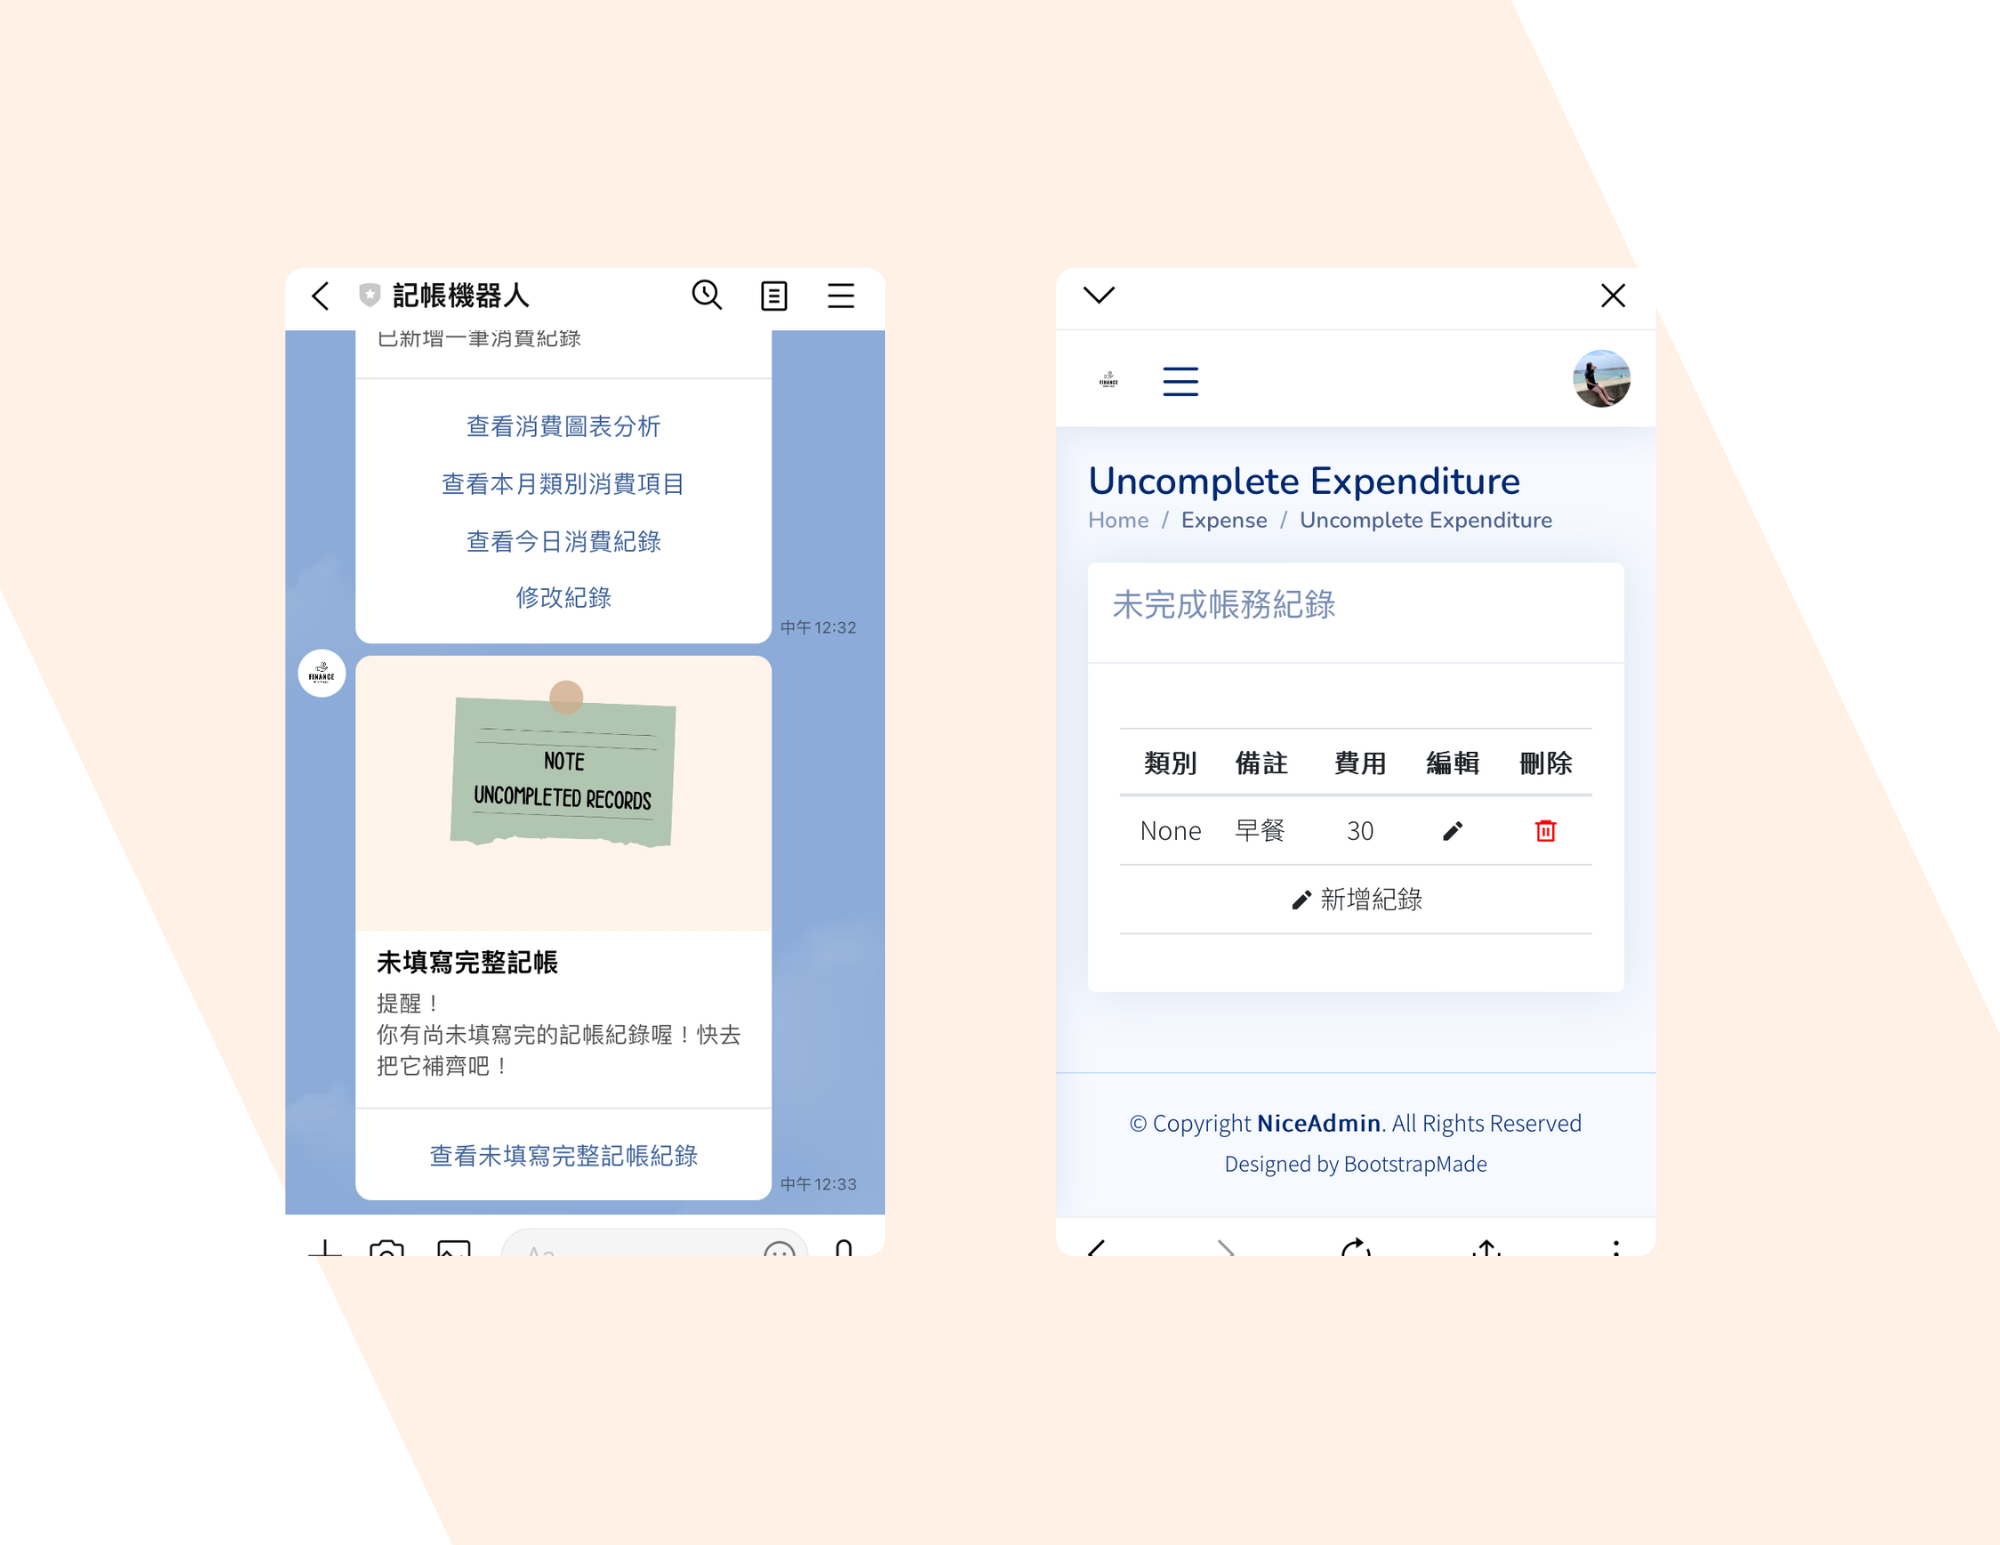 記帳機器人
已新增一筆消費紀錄
查看消費圖表分析
查看本月類別消費項目
查看今日消費紀錄
修改紀錄
中午 12:32
FINANCE
NOTE
UNCOMPLETED RECORDS
未填寫完整記帳
提醒！
你有尚未填寫完的記帳紀錄喔！快去
把它補齊吧！
查看未填寫完整記帳紀錄
中午 12:33
Aa
FINANCE
Uncomplete Expenditure
Home / Expense / Uncomplete Expenditure
未完成帳務紀錄
類別 備註 費用 編輯 刪除
None 早餐 30
新增紀錄
© Copyright NiceAdmin. All Rights Reserved
Designed by BootstrapMade